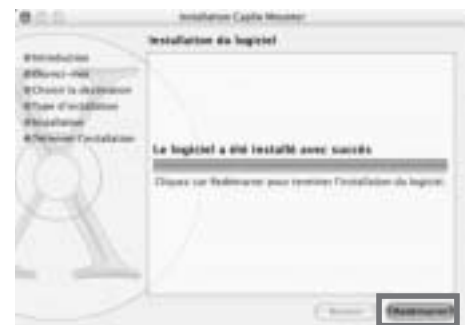 Installation du logiciel
Introduction
Choisir la destination
Type d'installation
Installation
Terminer l'installation
Le logiciel a été installé avec succès
Cliquez sur Redémarrer pour terminer l'installation du logiciel.
Redémarrer